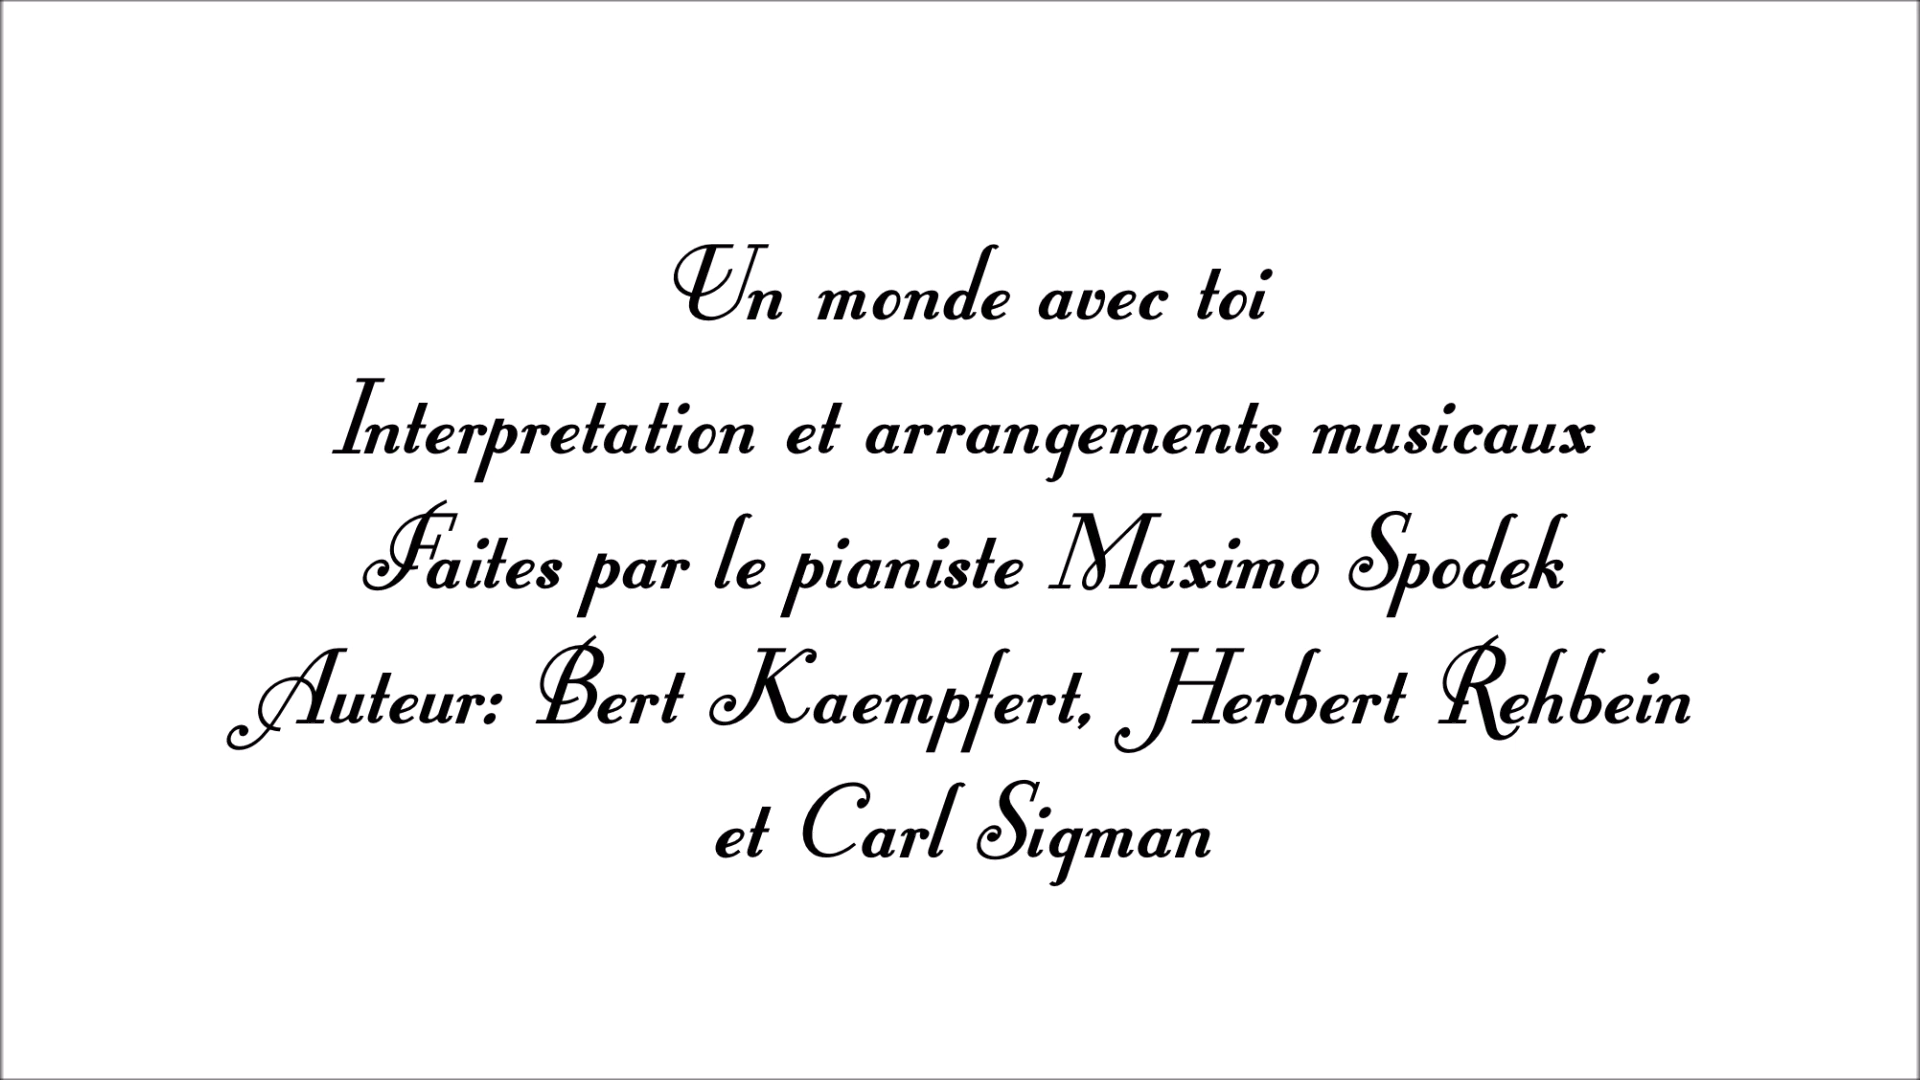 Un monde avec toi
Interpretation et arrangements musicaux
Faites par le pianiste Maximo Spodek
Auteur: Bert Kaempfert, Herbert Rehbein
et Carl Sigman